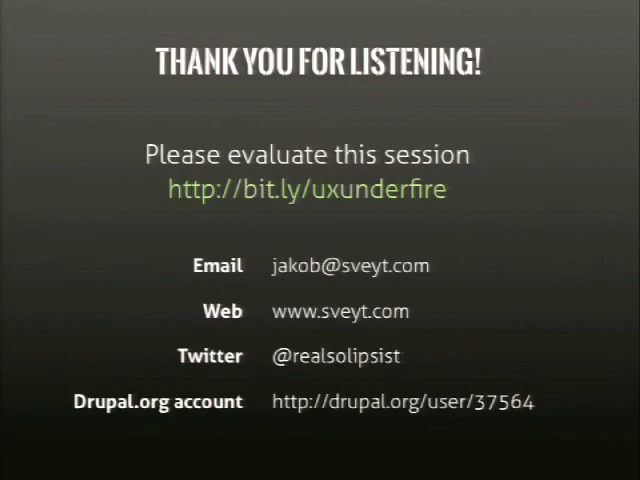 THANK YOU FOR LISTENING!
Please evaluate this session
http://bit.ly/uxunderfire
Email jakob@sveyt.com
Web www.sveyt.com
Twitter @realsolipsist
Drupal.org account http://drupal.org/user/37564